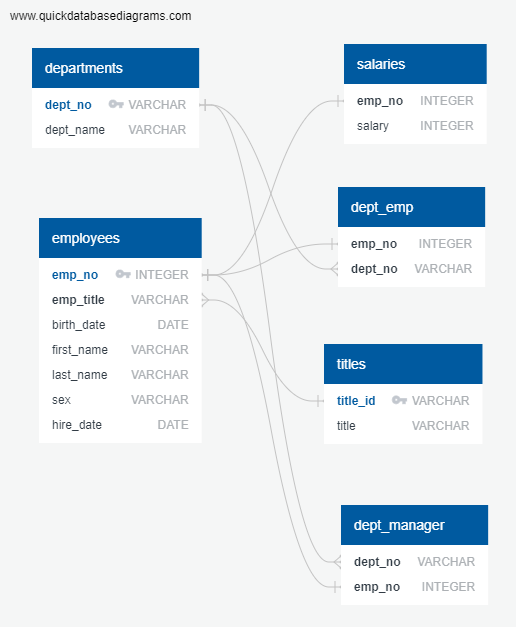 www.quickdatabasediagrams.com
departments
dept_no VARCHAR
dept_name VARCHAR
employees
emp_no INTEGER
emp_title VARCHAR
birth_date DATE
first_name VARCHAR
last_name VARCHAR
sex VARCHAR
hire_date DATE
salaries
emp_no INTEGER
salary INTEGER
dept_emp
emp_no INTEGER
dept_no VARCHAR
titles
title_id VARCHAR
title VARCHAR
dept_manager
dept_no VARCHAR
emp_no INTEGER